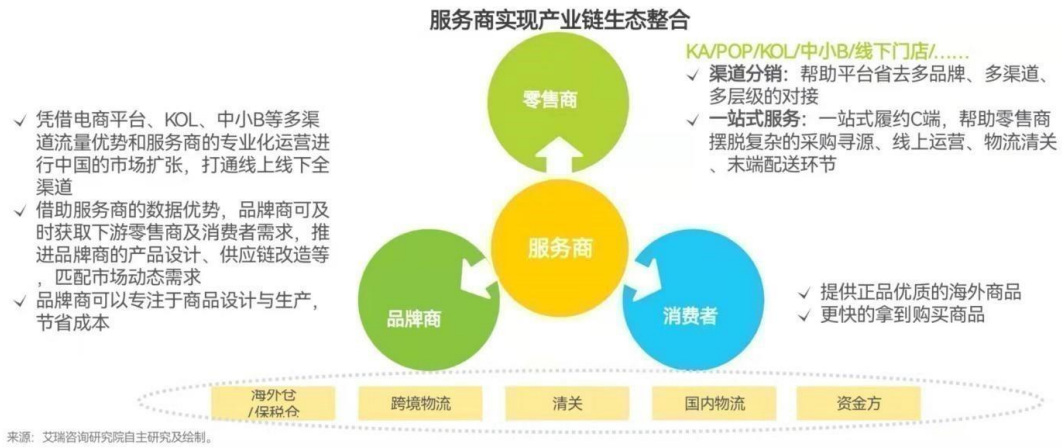 服务商实现产业链生态整合
KA/POP/KOL/中小B/线下门店/……
✓ 渠道分销：帮助平台省去多品牌、多渠道、
多层级的对接
✓ 一站式服务：一站式履约C端，帮助零售商
摆脱复杂的采购寻源、线上运营、物流清关
、末端配送环节
零售商
✓ 凭借电商平台、KOL、中小B等多渠
道流量优势和服务商的专业化运营进
行中国的市场扩张，打通线上线下全
渠道
✓ 借助服务商的数据优势，品牌商可及
时获取下游零售商及消费者需求，推
进品牌商的产品设计、供应链改造等
，匹配市场动态需求
✓ 品牌商可以专注于商品设计与生产，
节省成本
服务商
品牌商
消费者
✓ 提供正品优质的海外商品
✓ 更快的拿到购买商品
海外仓
/保税仓
跨境物流
清关
国内物流
资金方
来源：艾瑞咨询研究院自主研究及绘制。